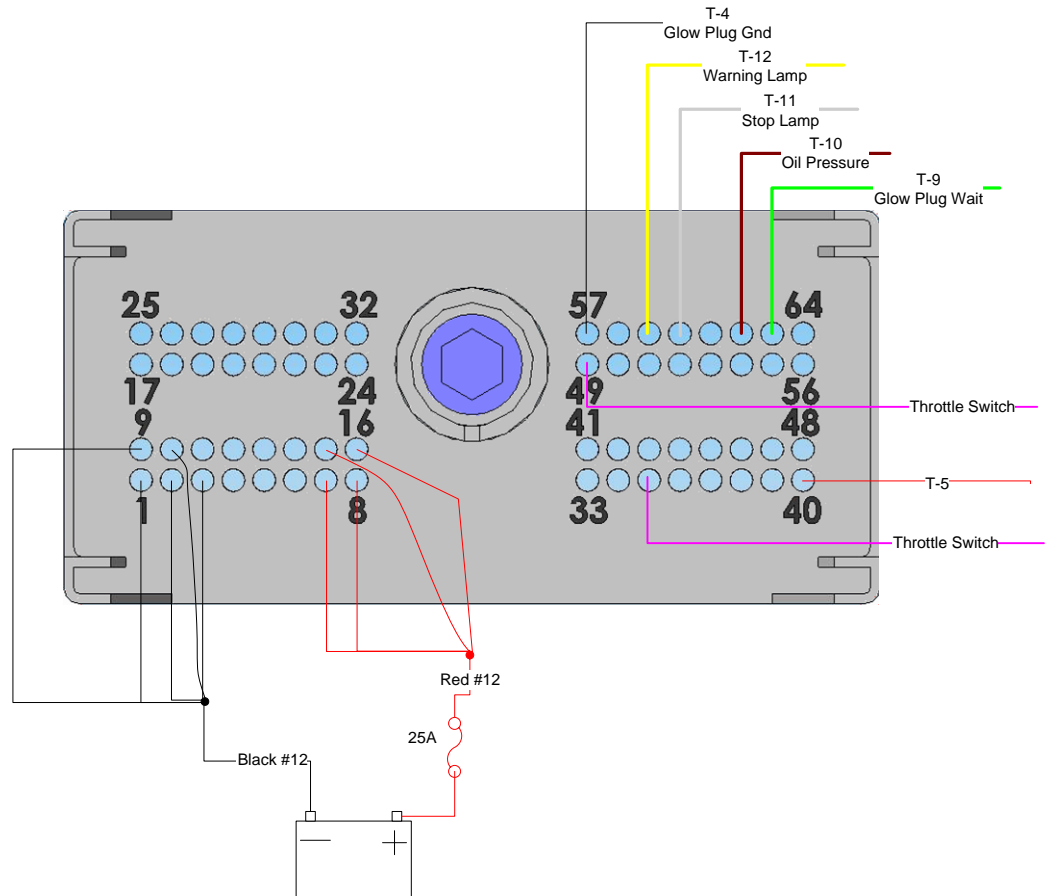 T-4
Glow Plug Gnd
T-12
Warning Lamp
T-11
Stop Lamp
T-10
Oil Pressure
T-9
Glow Plug Wait
25
32
57
64
17
24
49
56
9
16
41
48
Throttle Switch
1
8
33
40
T-5
Throttle Switch
Red #12
25A
Black #12